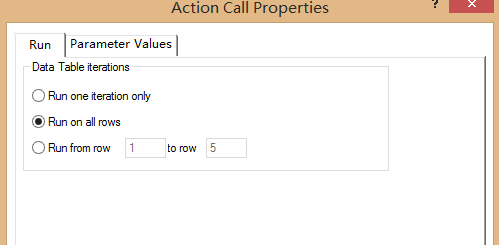 Action Call Properties ?
Run Parameter Values
Data Table iterations
Run one iteration only
Run on all rows
Run from row 1 to row 5